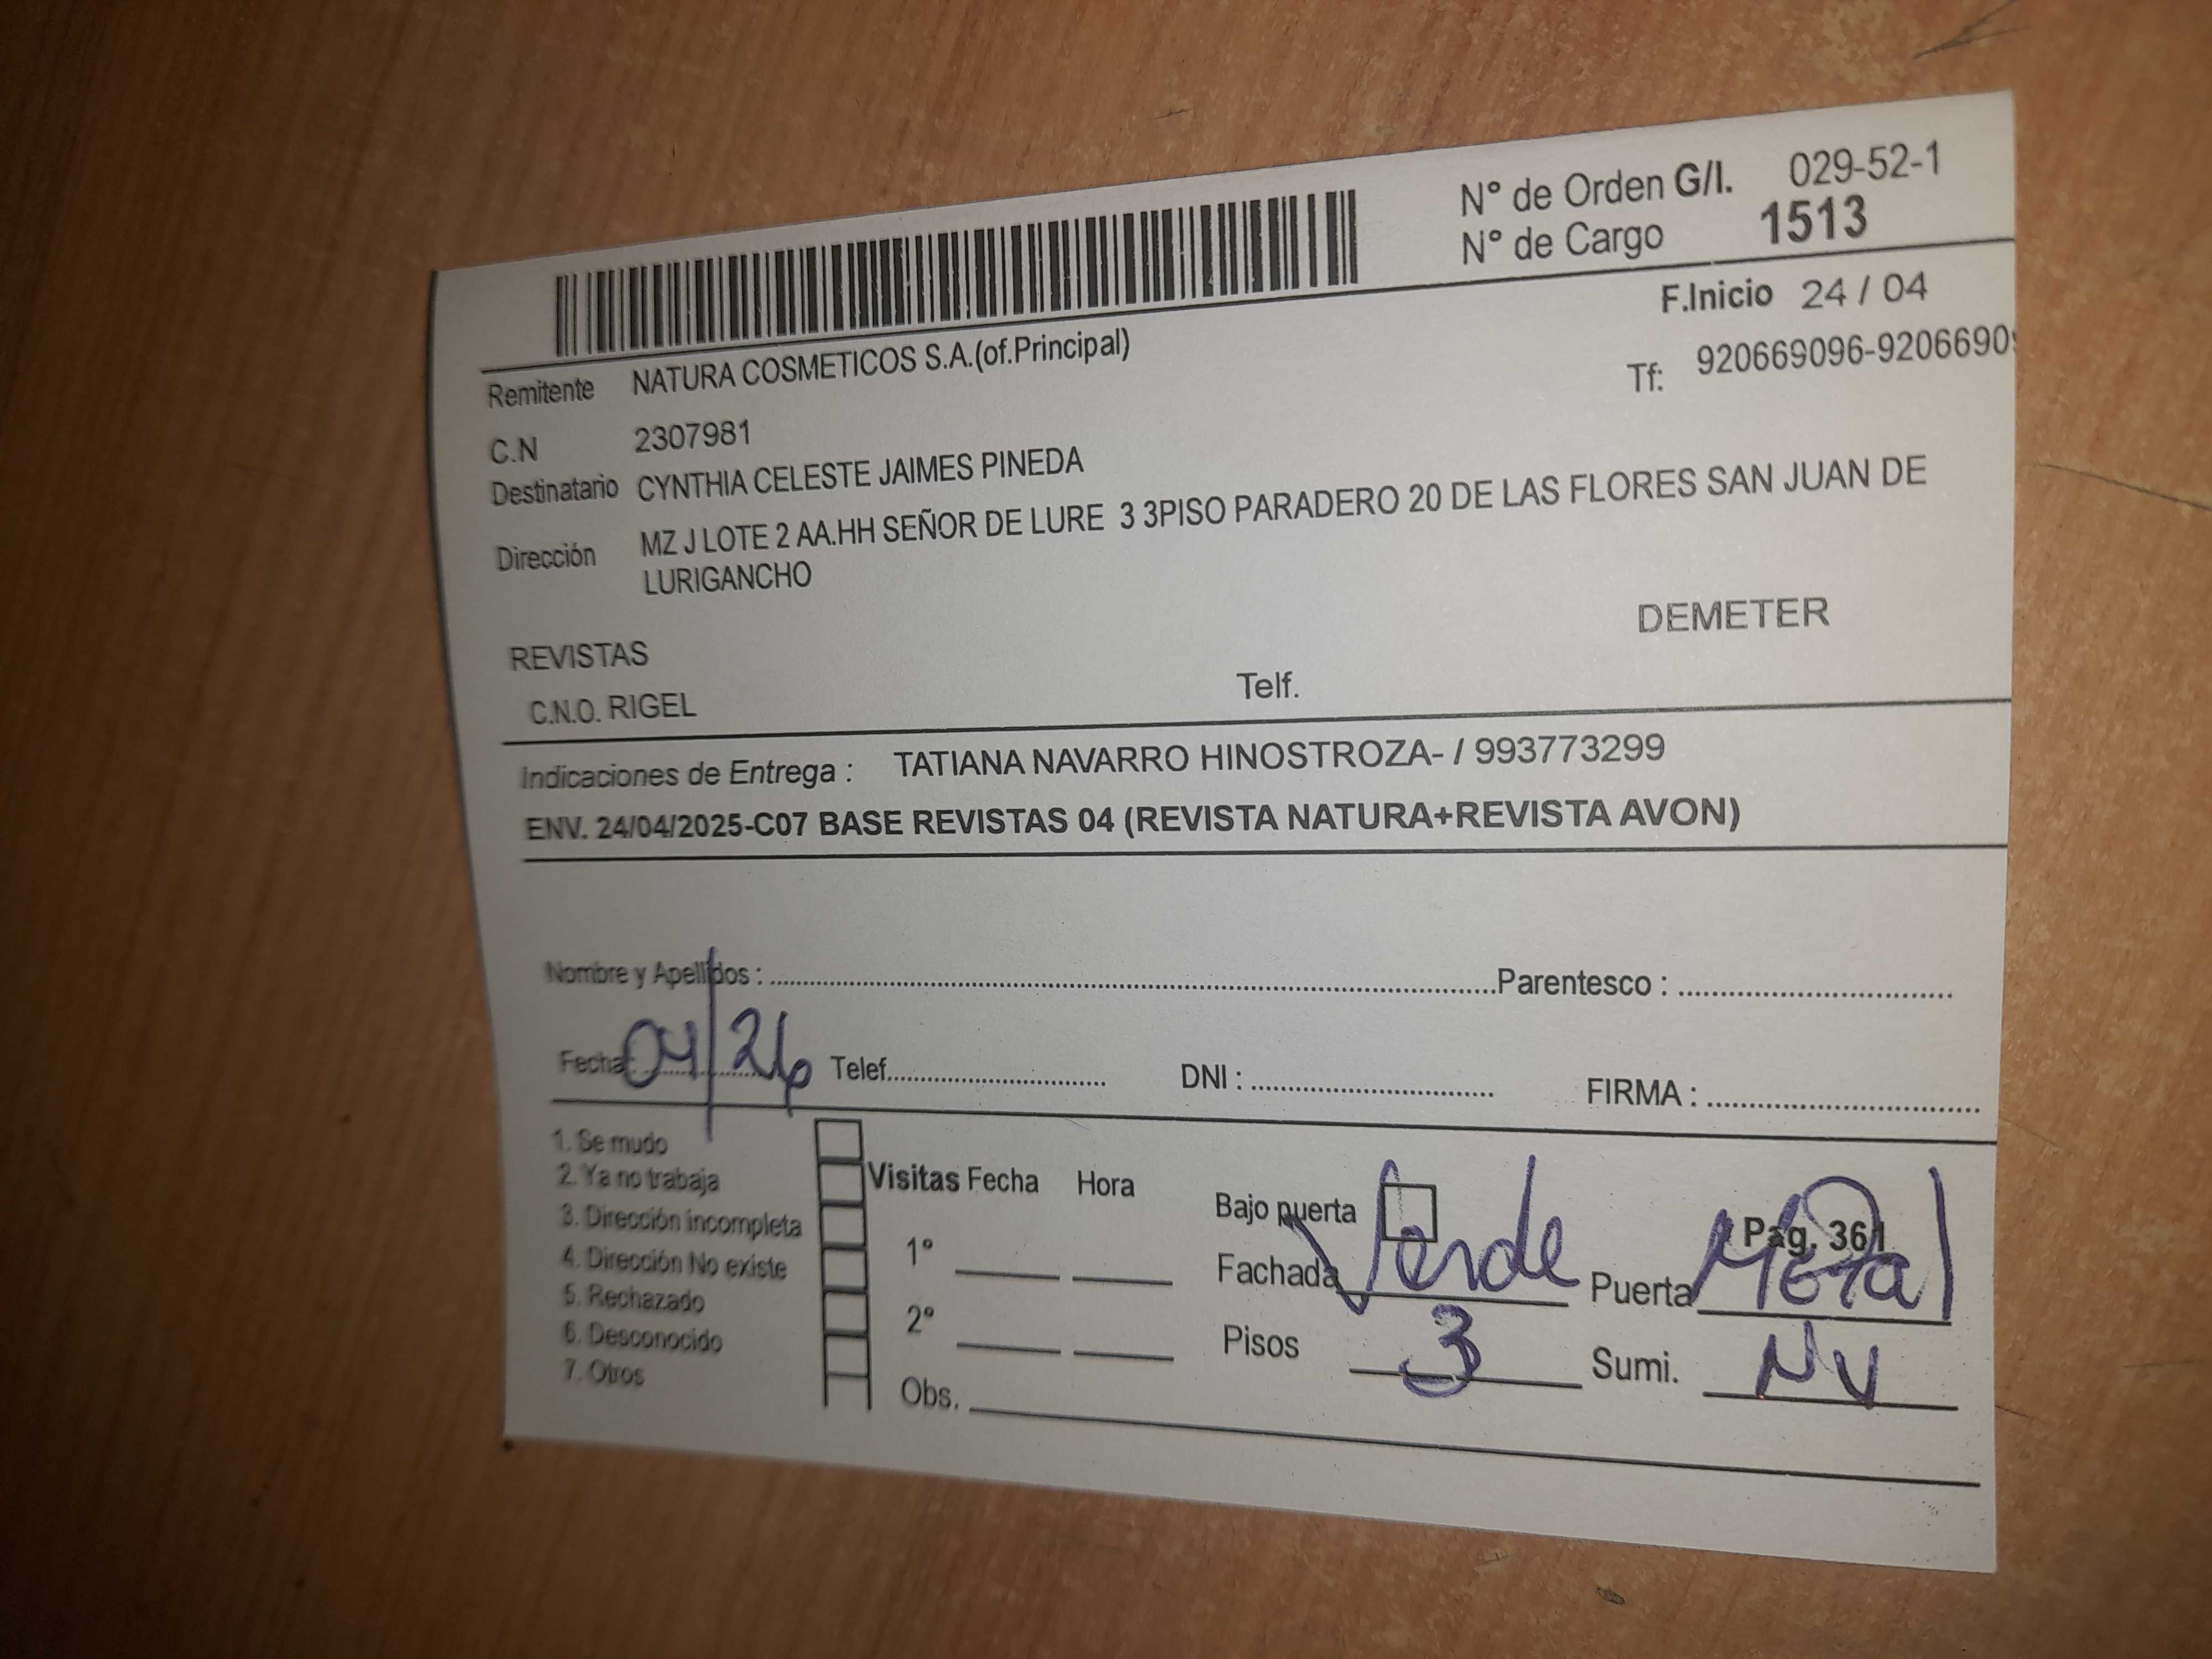 N° de Orden G/I. 029-52-1
N° de Cargo 1513
F.Inicio 24 / 04
Remitente NATURA COSMETICOS S.A.(of.Principal)
Tf: 920669096-9206690
C.N 2307981
Destinatario CYNTHIA CELESTE JAIMES PINEDA
Dirección MZ J LOTE 2 AA.HH SEÑOR DE LURE 3 3PISO PARADERO 20 DE LAS FLORES SAN JUAN DE
LURIGANCHO
DEMETER
REVISTAS
C.N.O. RIGEL Telf.
Indicaciones de Entrega : TATIANA NAVARRO HINOSTROZA- / 993773299
ENV. 24/04/2025-C07 BASE REVISTAS 04 (REVISTA NATURA+REVISTA AVON)
Nombre y Apellidos : Parentesco :
Fecha: 04/26 Telef. DNI : FIRMA :
1. Se mudo
2. Ya no trabaja
3. Dirección incompleta
4. Dirección No existe
5. Rechazado
6. Desconocido
7. Otros
Visitas Fecha Hora
1°
2°
Obs.
Bajo puerta
Pag. 361
Fachada Verde Puerta Metal
Pisos 3 Sumi. NV